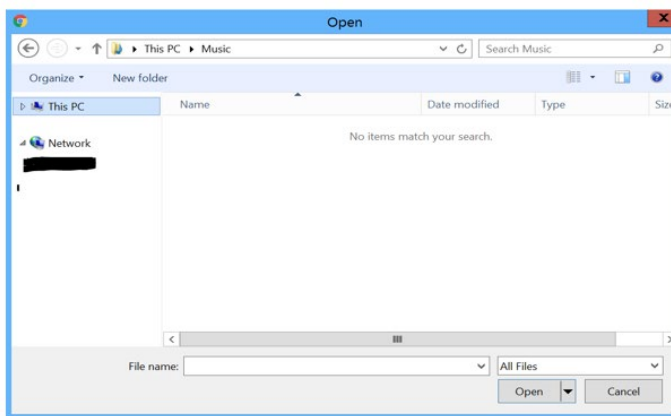 Open
This PC ▸ Music
Search Music
Organize
New folder
This PC
Name
Date modified
Type
Size
Network
No items match your search.
File name:
All Files
Open
Cancel